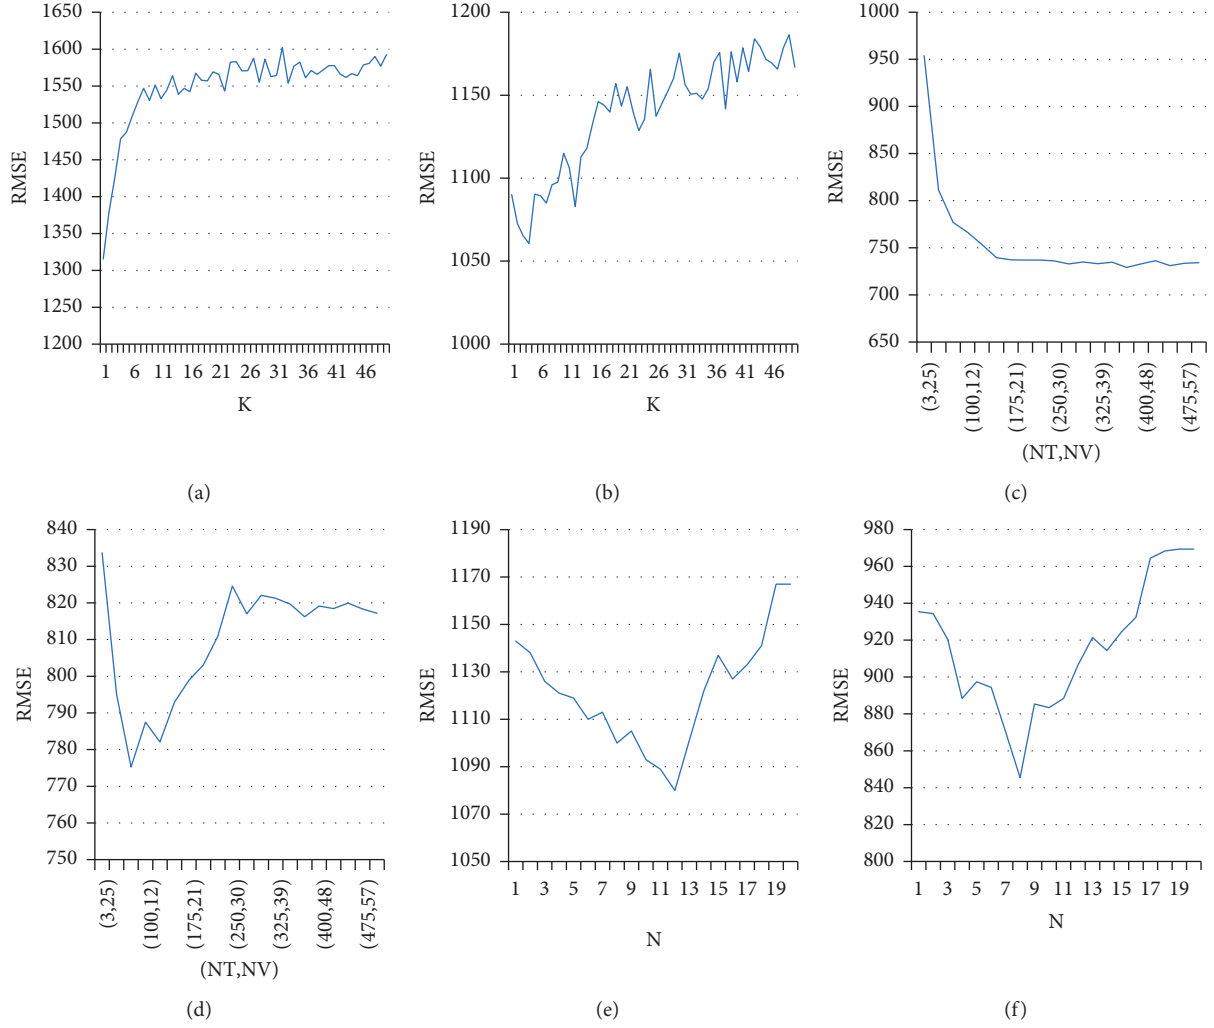 1650
1600
1550
1500
1450
1400
1350
1300
1250
1200
RMSE
1 6 11 16 21 26 31 36 41 46
K
(a)
1200
1150
1100
1050
1000
RMSE
1 6 11 16 21 26 31 36 41 46
K
(b)
1000
950
900
850
800
750
700
650
RMSE
(3,25) (100,12) (175,21) (250,30) (325,39) (400,48) (475,57)
(NT,NV)
(c)
840
830
820
810
800
790
780
770
760
750
RMSE
(3,25) (100,12) (175,21) (250,30) (325,39) (400,48) (475,57)
(NT,NV)
(d)
1190
1170
1150
1130
1110
1090
1070
1050
RMSE
1 3 5 7 9 11 13 15 17 19
N
(e)
980
960
940
920
900
880
860
840
820
800
RMSE
1 3 5 7 9 11 13 15 17 19
N
(f)